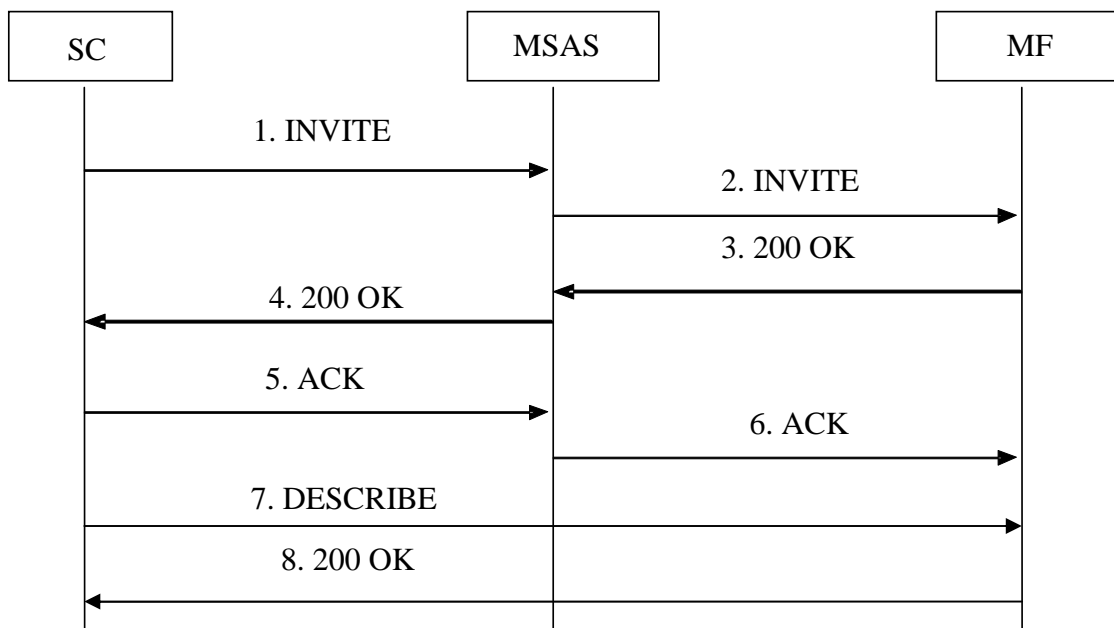 SC
MSAS
MF
1. INVITE
2. INVITE
3. 200 OK
4. 200 OK
5. ACK
6. ACK
7. DESCRIBE
8. 200 OK